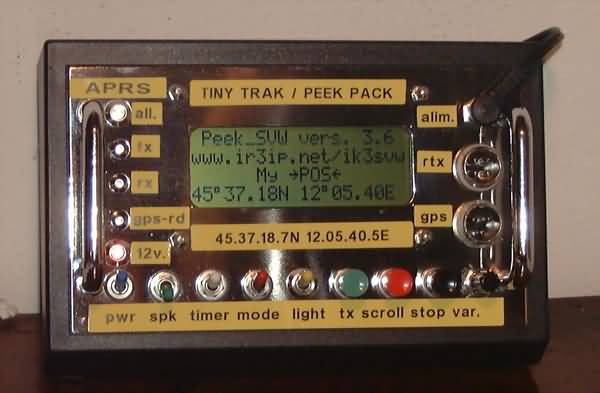 APRS
TINY TRAK / PEEK PACK
all.
alim.
Peek_SVW vers. 3.6
www.ir3ip.net/ik3svw
My →POS←
45°37.18N 12°05.40E
fx
rx
rtx
gps-rd
gps
12v.
45.37.18.7N 12.05.40.5E
pwr spk timer mode light tx scroll stop var.